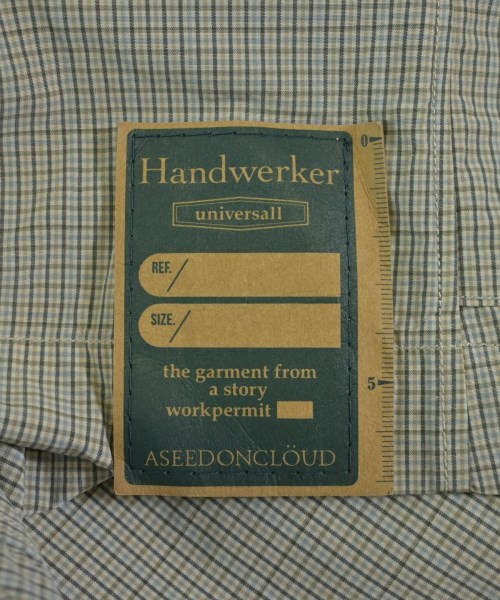 Handwerker
universall
REF. /
SIZE. /
the garment from
a story
workpermit
ASEEDONCLÖUD
0
5